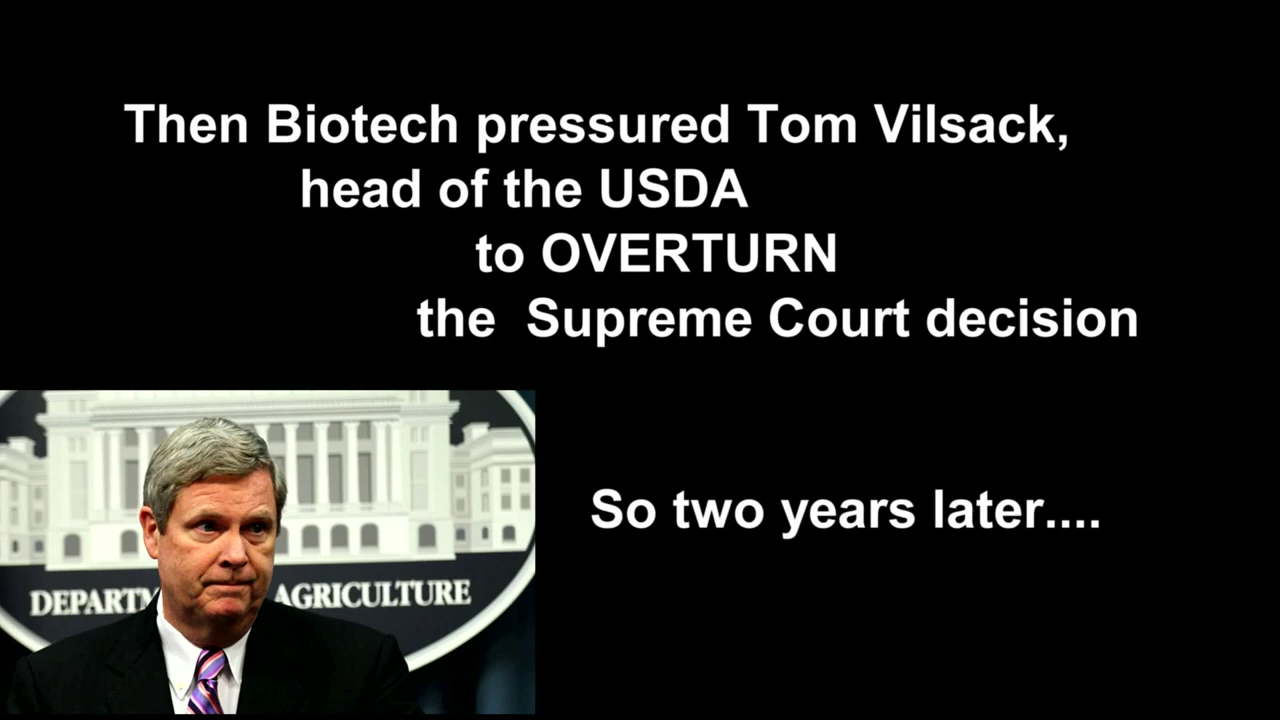 Then Biotech pressured Tom Vilsack,
head of the USDA
to OVERTURN
the  Supreme Court decision
So two years later....
DEPARTM AGRICULTURE